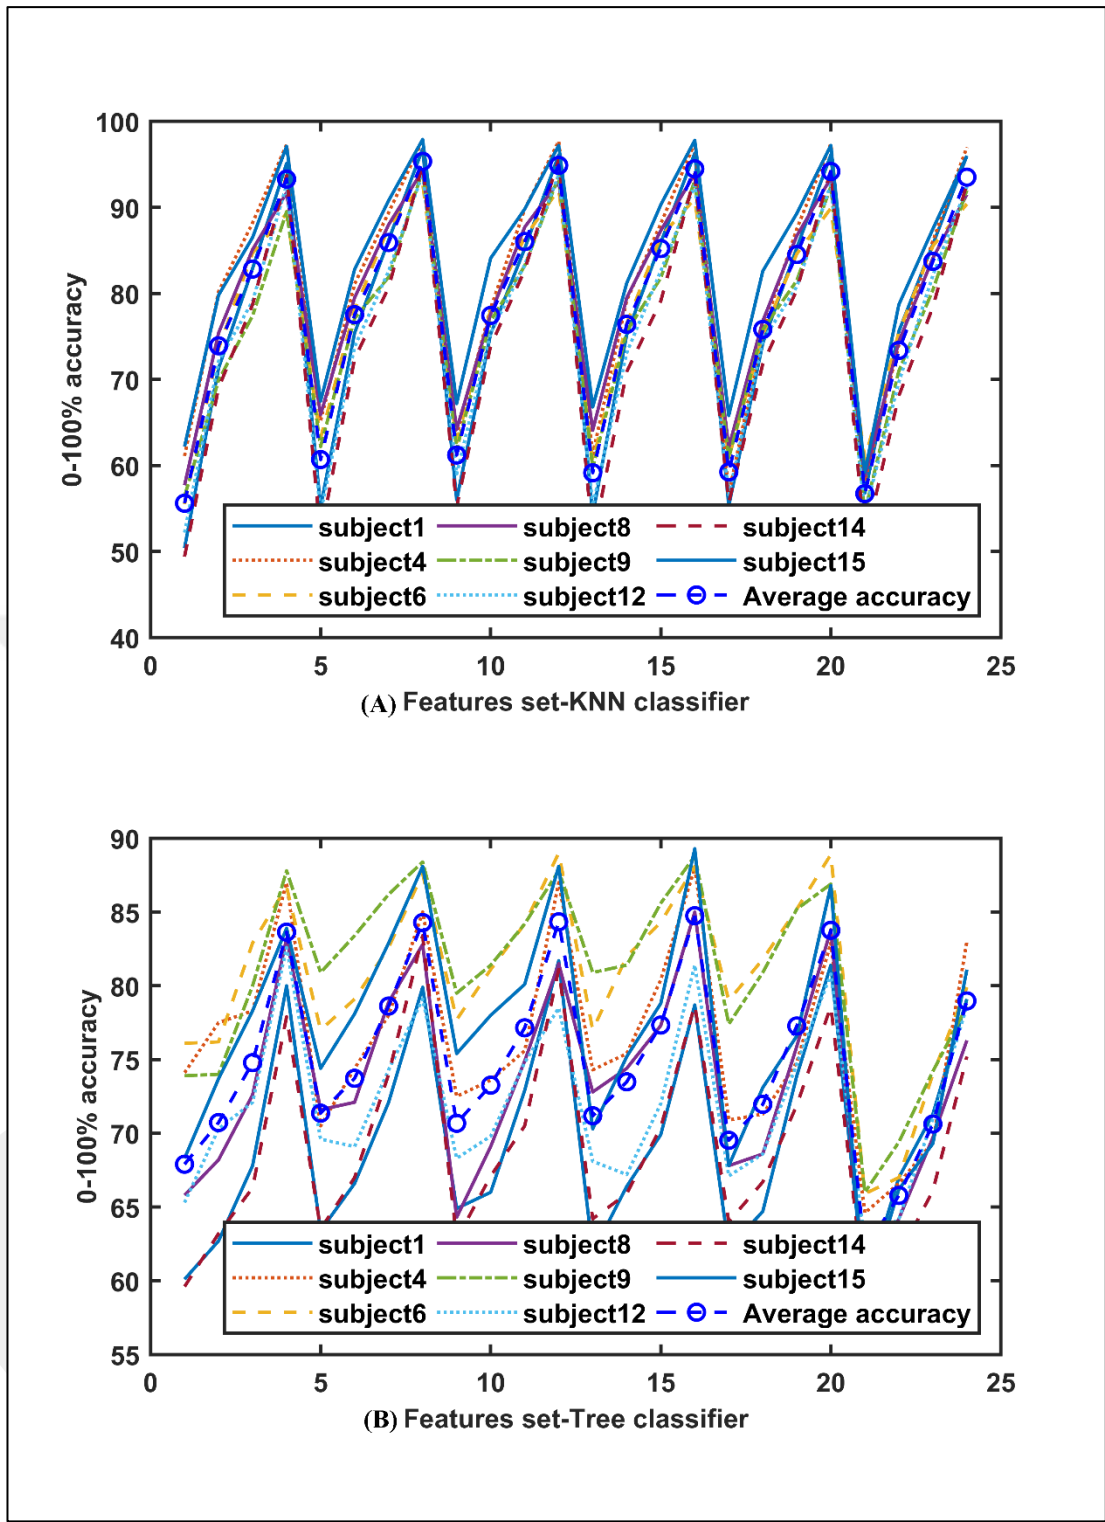 100
90
80
70
60
50
40
0-100% accuracy
subject1 subject8 subject14
subject4 subject9 subject15
subject6 subject12 Average accuracy
0 5 10 15 20 25
(A) Features set-KNN classifier
90
85
80
75
70
65
60
55
0-100% accuracy
subject1 subject8 subject14
subject4 subject9 subject15
subject6 subject12 Average accuracy
0 5 10 15 20 25
(B) Features set-Tree classifier